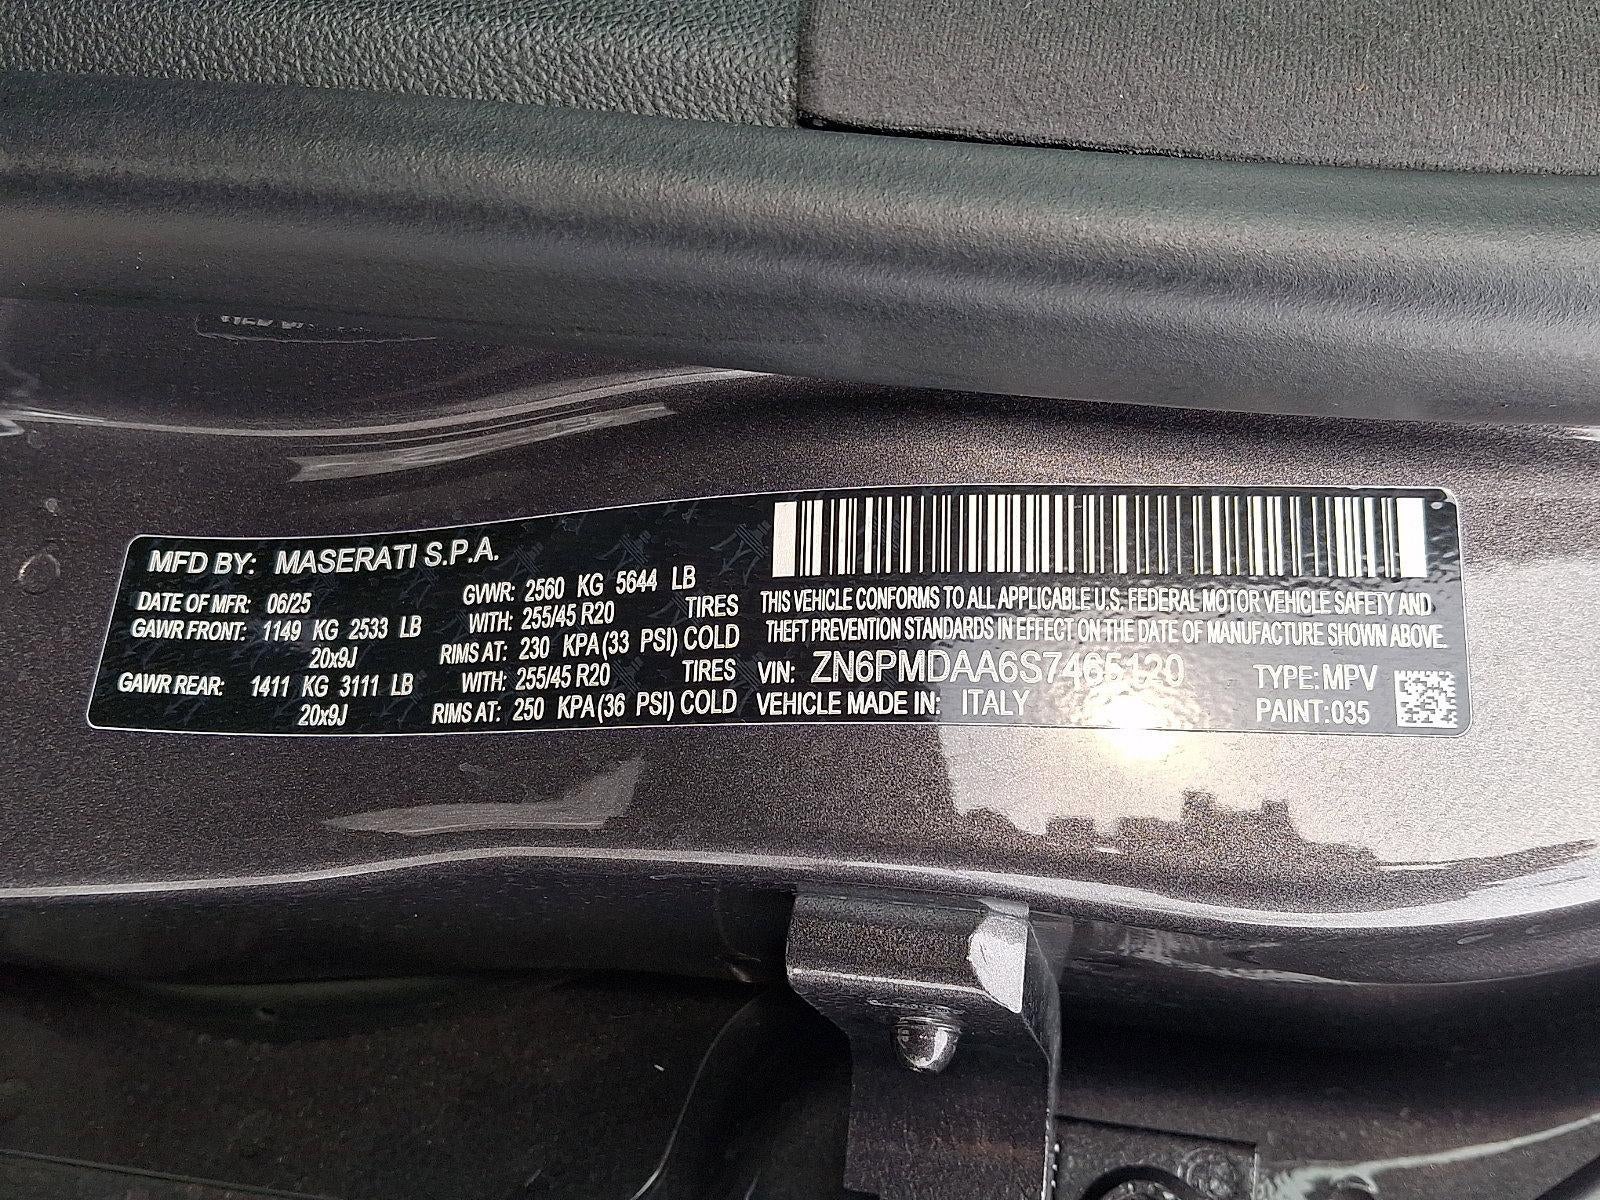 MFD BY: MASERATI S.P.A.
DATE OF MFR: 06/25 GVWR: 2560 KG 5644 LB
GAWR FRONT: 1149 KG 2533 LB WITH: 255/45 R20 TIRES
20x9J RIMS AT: 230 KPA (33 PSI) COLD
GAWR REAR: 1411 KG 3111 LB WITH: 255/45 R20 TIRES
20x9J RIMS AT: 250 KPA (36 PSI) COLD
THIS VEHICLE CONFORMS TO ALL APPLICABLE U.S. FEDERAL MOTOR VEHICLE SAFETY AND
THEFT PREVENTION STANDARDS IN EFFECT ON THE DATE OF MANUFACTURE SHOWN ABOVE.
VIN: ZN6PMDAA6S7465120 TYPE: MPV
VEHICLE MADE IN: ITALY PAINT: 035